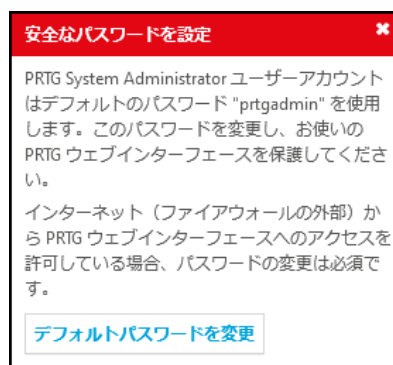 安全なパスワードを設定
PRTG System Administrator ユーザーアカウント
はデフォルトのパスワード "prtgadmin" を使用
します。このパスワードを変更し、お使いの
PRTG ウェブインターフェースを保護してくださ
い。
インターネット（ファイアウォールの外部）か
ら PRTG ウェブインターフェースへのアクセスを
許可している場合、パスワードの変更は必須で
す。
デフォルトパスワードを変更